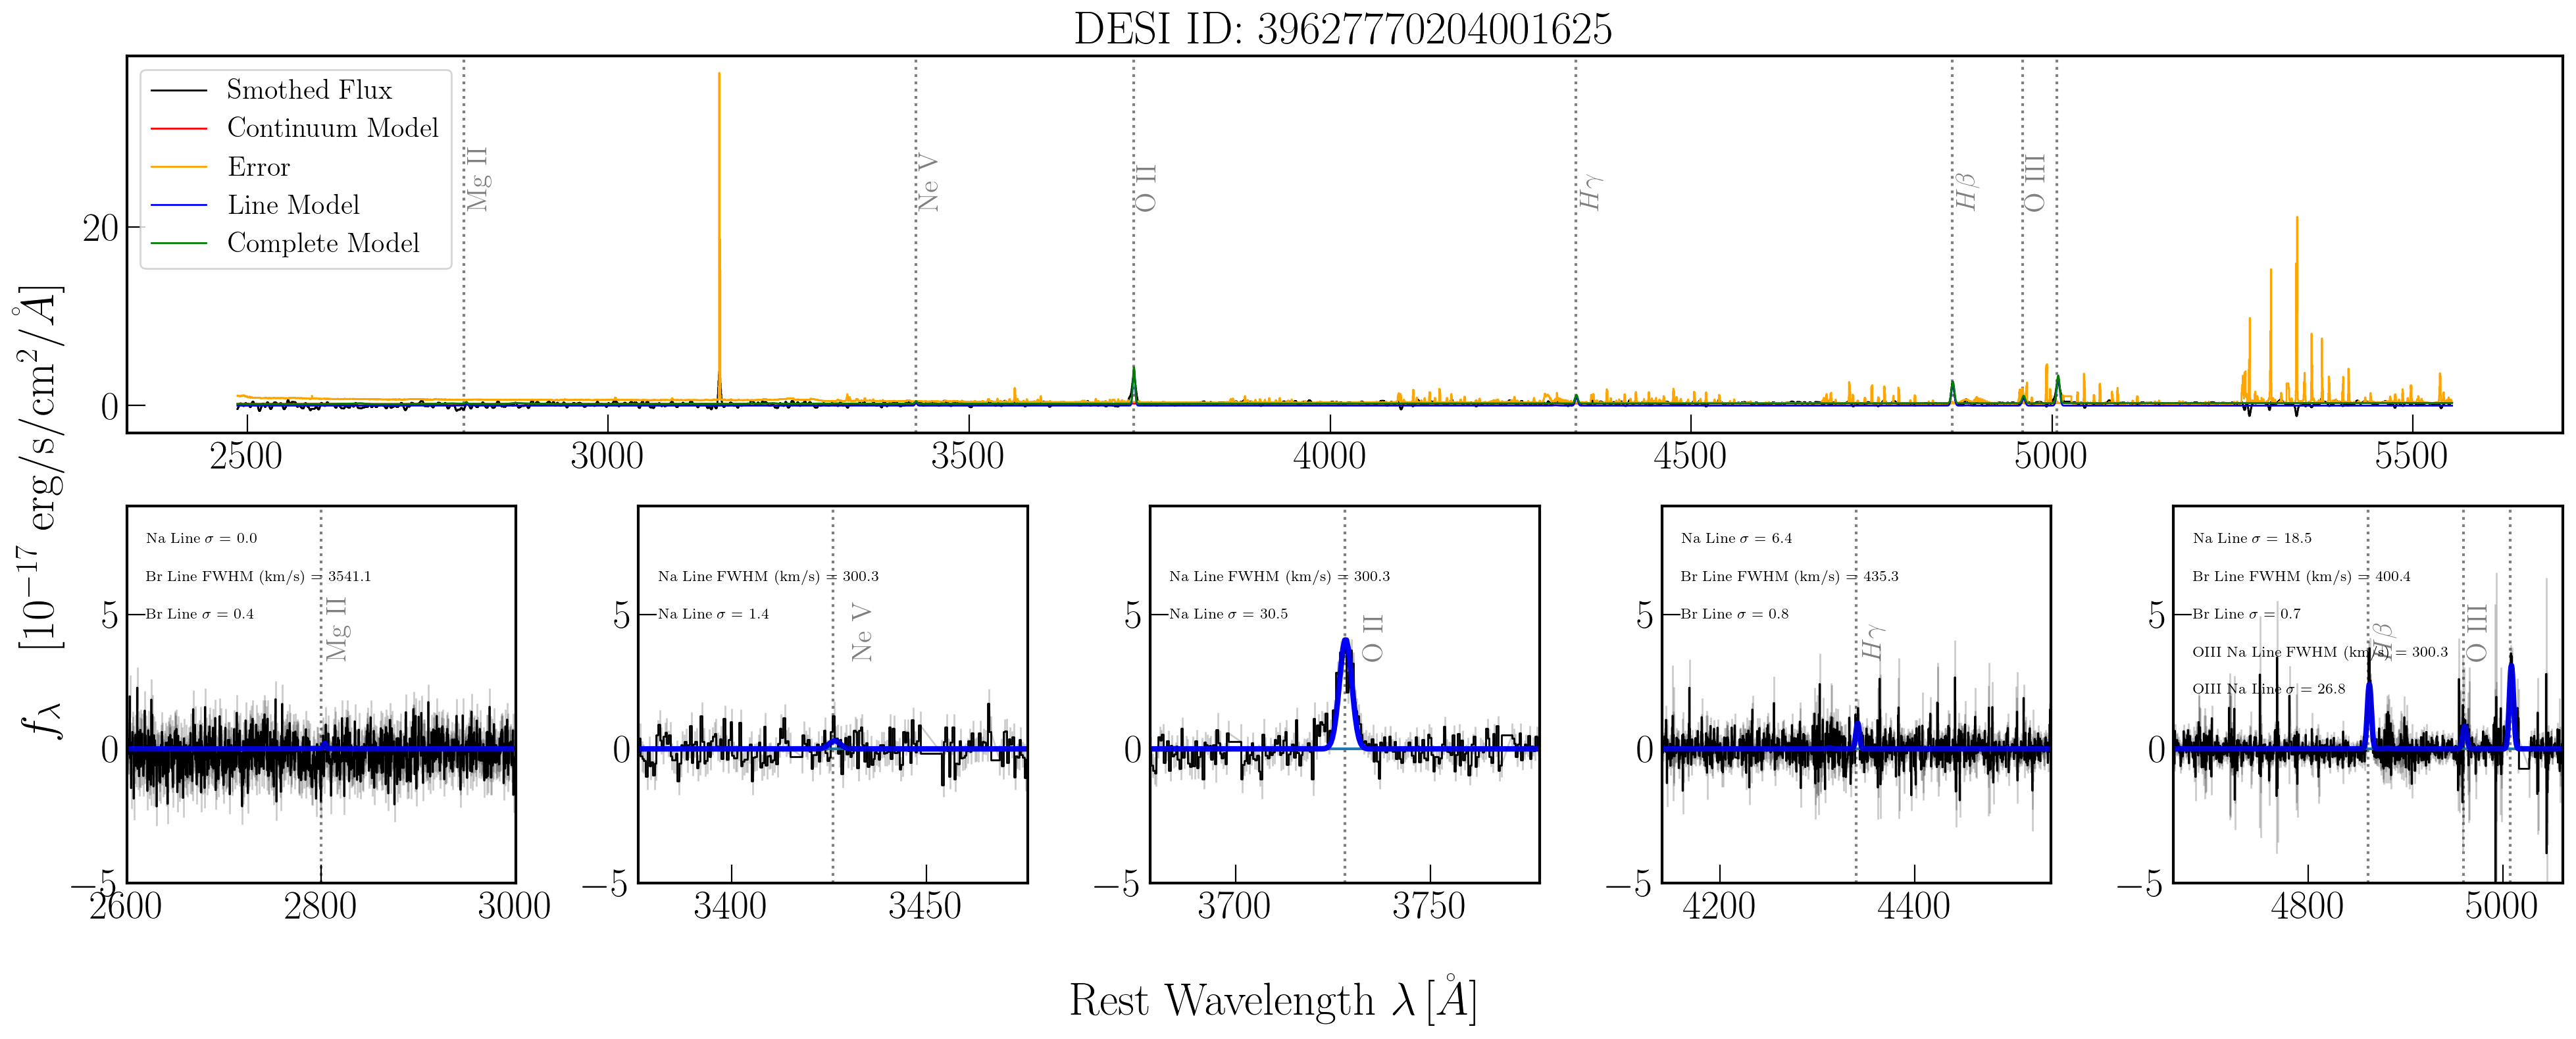 DESI ID: 39627770204001625
Smothed Flux
Continuum Model
Error
Line Model
Complete Model
Mg II
Ne V
O II
Hγ
Hβ
O III
20
0
2500
3000
3500
4000
4500
5000
5500
f_λ [10^{-17} erg/s/cm^2/Å]
Na Line σ = 0.0
Br Line FWHM (km/s) = 3541.1
Br Line σ = 0.4
Mg II
5
0
−5
2600
2800
3000
Na Line FWHM (km/s) = 300.3
Na Line σ = 1.4
Ne V
5
0
−5
3400
3450
Na Line FWHM (km/s) = 300.3
Na Line σ = 30.5
O II
5
0
−5
3700
3750
Na Line σ = 6.4
Br Line FWHM (km/s) = 435.3
Br Line σ = 0.8
Hγ
5
0
−5
4200
4400
Na Line σ = 18.5
Br Line FWHM (km/s) = 400.4
Br Line σ = 0.7
OIII Na Line FWHM (km/s) = 300.3
OIII Na Line σ = 26.8
Hβ
O III
5
0
−5
4800
5000
Rest Wavelength λ [Å]